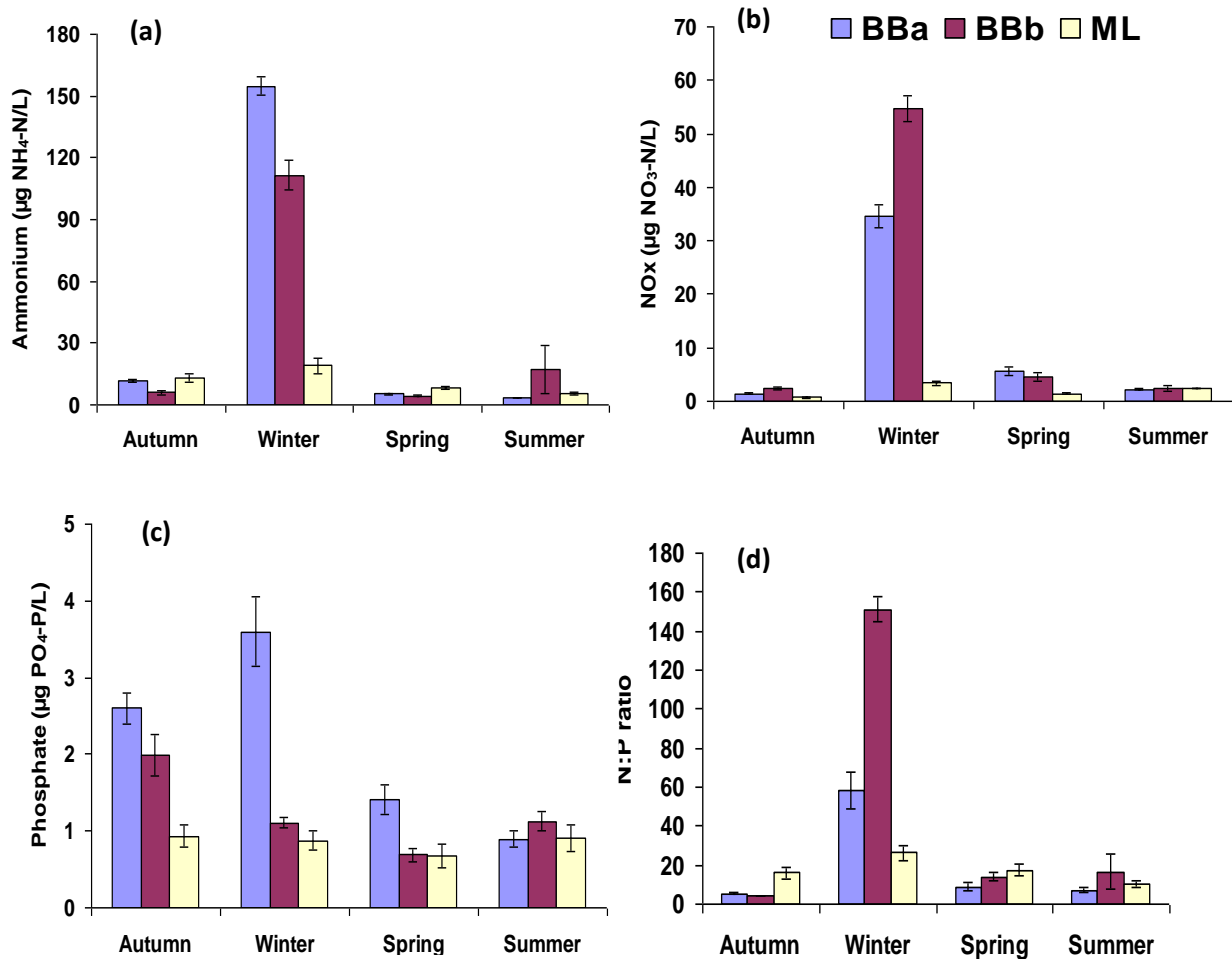 (a)
Ammonium (µg NH₄-N/L)
180
150
120
90
60
30
0
Autumn Winter Spring Summer
(b)
BBa BBb ML
NOx (µg NO₃-N/L)
70
60
50
40
30
20
10
0
Autumn Winter Spring Summer
(c)
Phosphate (µg PO₄-P/L)
5
4
3
2
1
0
Autumn Winter Spring Summer
(d)
N:P ratio
180
160
140
120
100
80
60
40
20
0
Autumn Winter Spring Summer